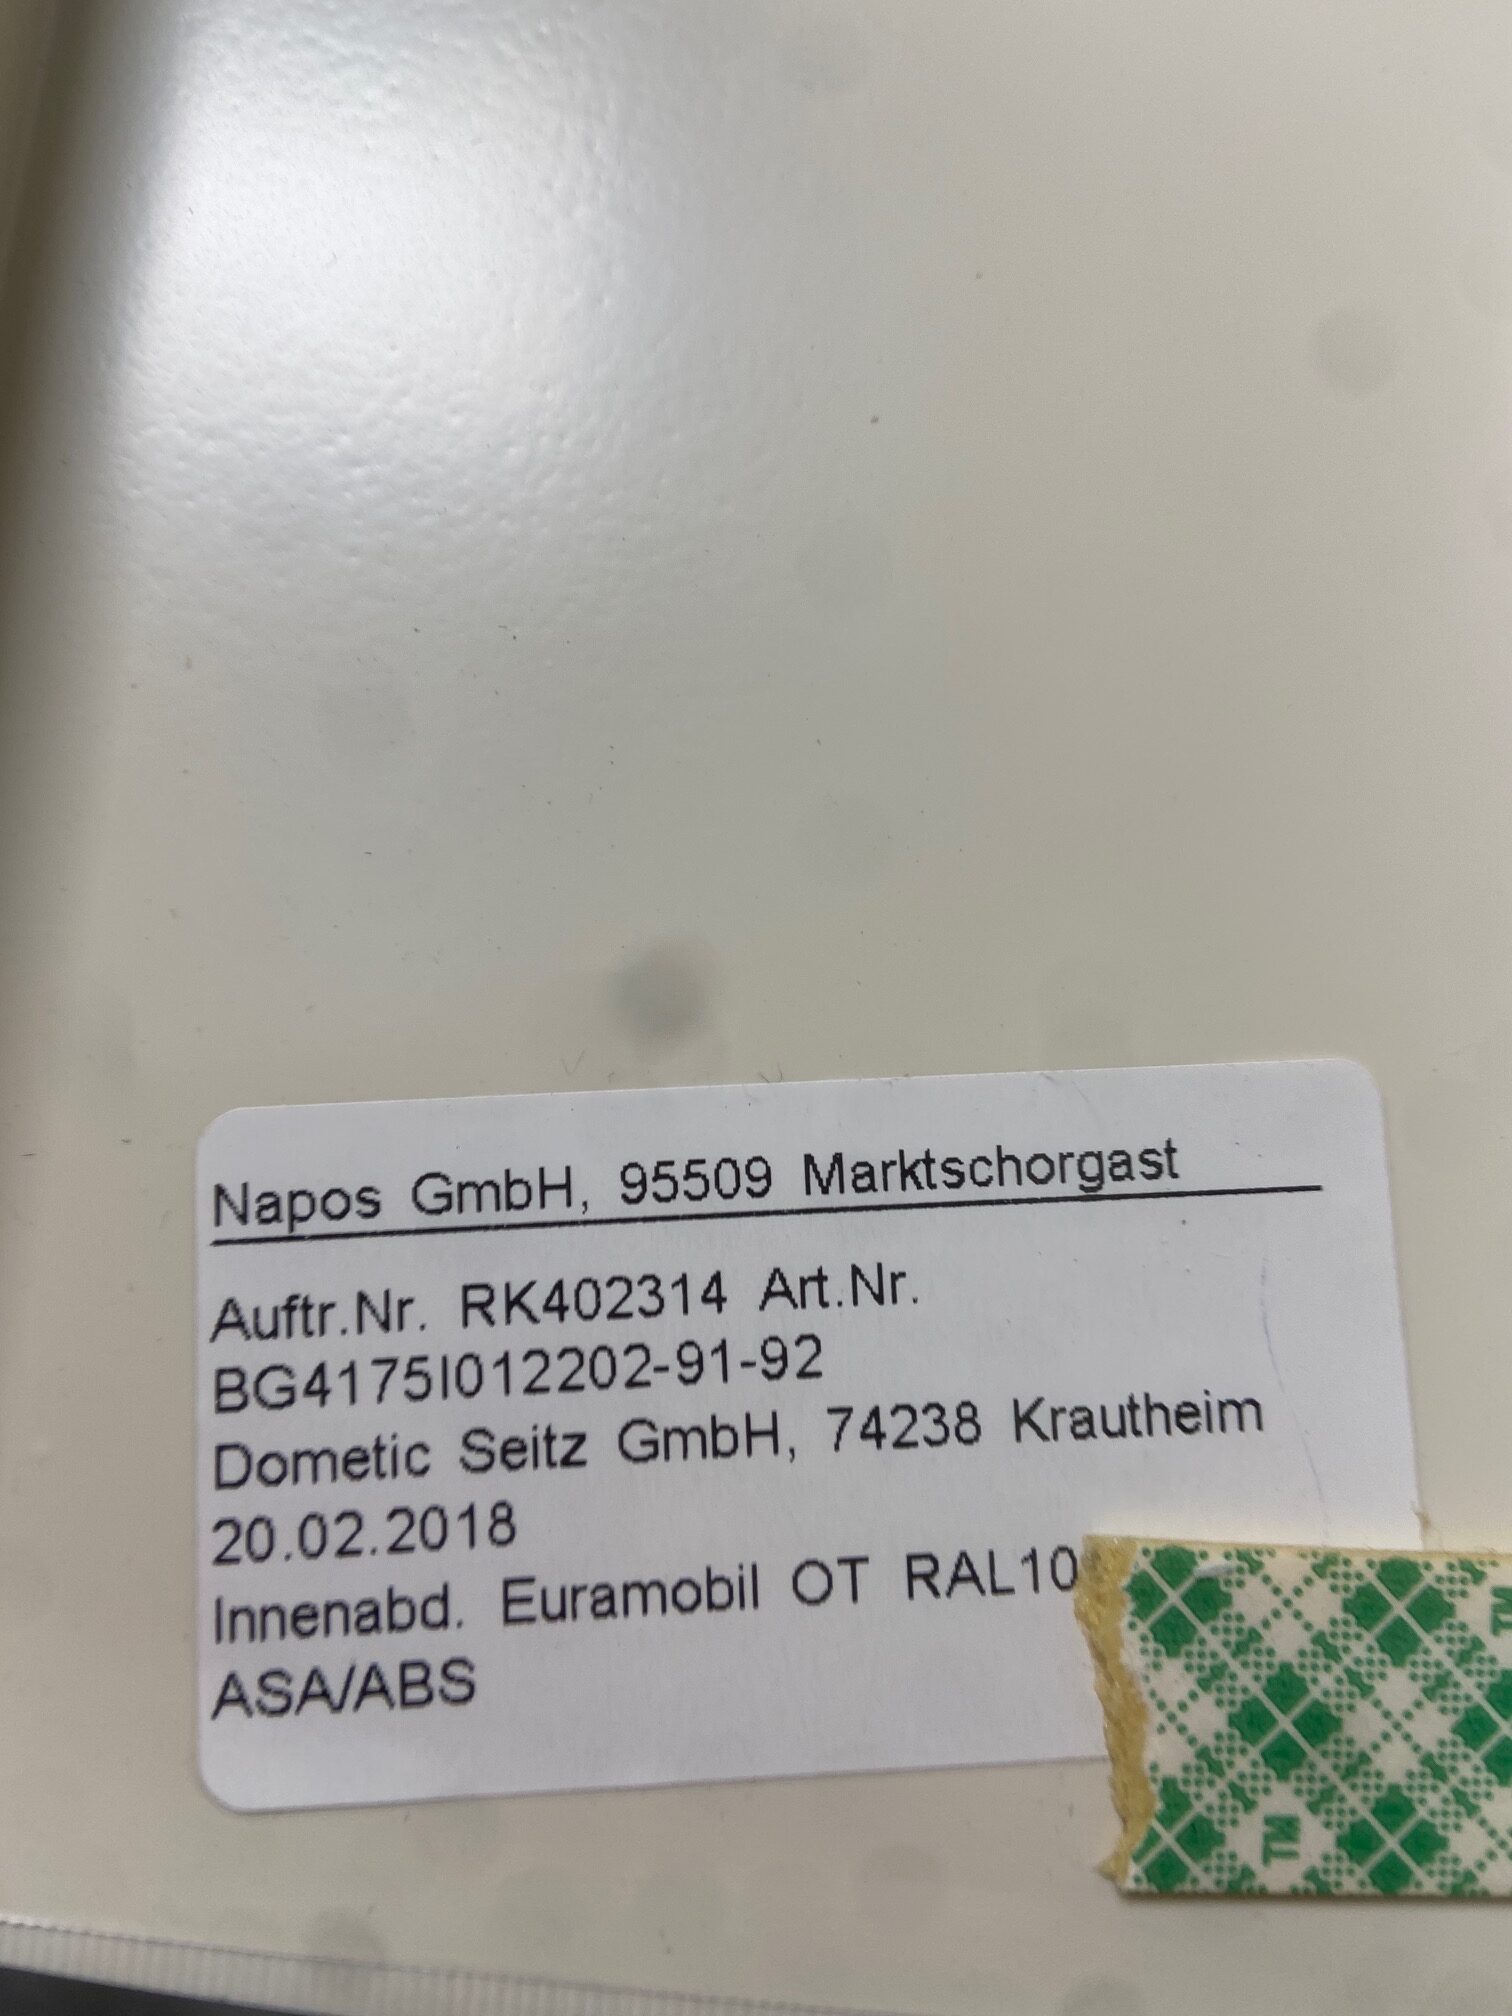 Napos GmbH, 95509 Marktschorgast
Auftr.Nr. RK402314 Art.Nr.
BG4175I012202-91-92
Dometic Seitz GmbH, 74238 Krautheim
20.02.2018
Innenabd. Euramobil OT RAL10
ASA/ABS
TM